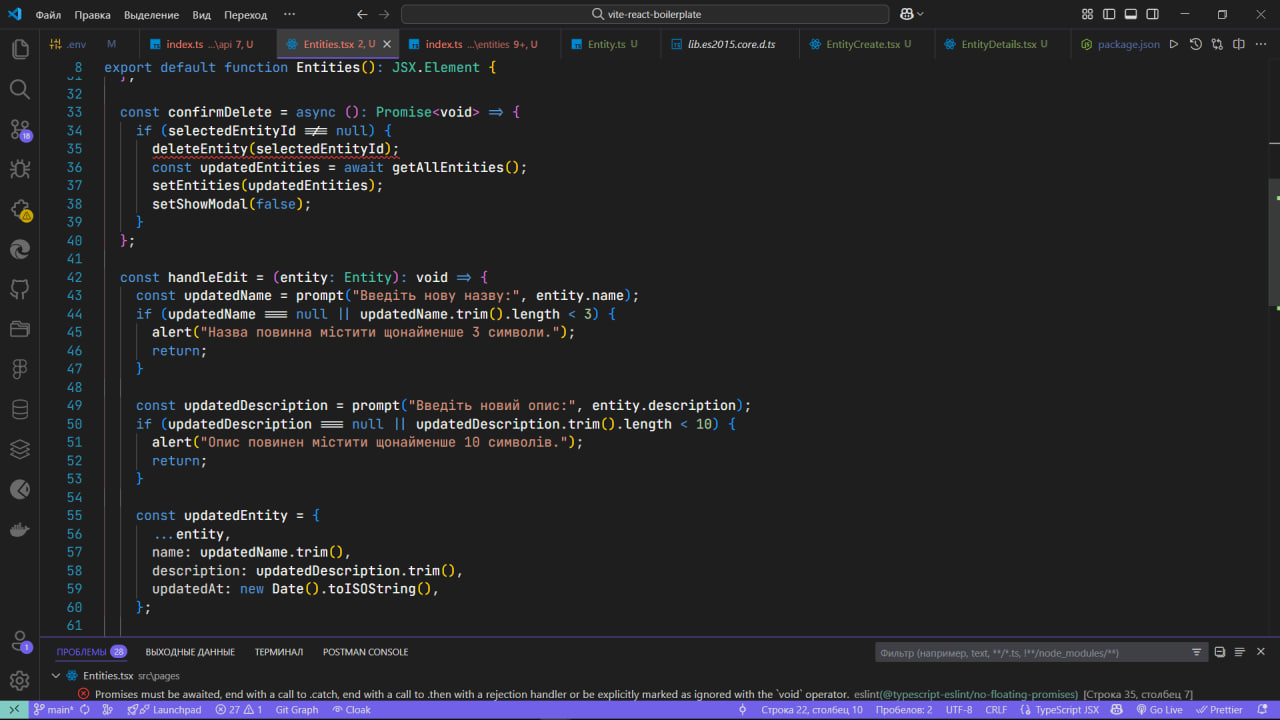 Файл Правка Выделение Вид Переход ··· vite-react-boilerplate
.env M index.ts ...\api 7, U Entities.tsx 2, U index.ts ...\entities 9+, U Entity.ts U lib.es2015.core.d.ts EntityCreate.tsx U EntityDetails.tsx U package.json
8 export default function Entities(): JSX.Element {
31 };
32
33 const confirmDelete = async (): Promise<void> => {
34 if (selectedEntityId !== null) {
35 deleteEntity(selectedEntityId);
36 const updatedEntities = await getAllEntities();
37 setEntities(updatedEntities);
38 setShowModal(false);
39 }
40 };
41
42 const handleEdit = (entity: Entity): void => {
43 const updatedName = prompt("Введіть нову назву:", entity.name);
44 if (updatedName === null || updatedName.trim().length < 3) {
45 alert("Назва повинна містити щонайменше 3 символи.");
46 return;
47 }
48
49 const updatedDescription = prompt("Введіть новий опис:", entity.description);
50 if (updatedDescription === null || updatedDescription.trim().length < 10) {
51 alert("Опис повинен містити щонайменше 10 символів.");
52 return;
53 }
54
55 const updatedEntity = {
56 ...entity,
57 name: updatedName.trim(),
58 description: updatedDescription.trim(),
59 updatedAt: new Date().toISOString(),
60 };
61
18
1
ПРОБЛЕМЫ 28 ВЫХОДНЫЕ ДАННЫЕ ТЕРМИНАЛ POSTMAN CONSOLE Фильтр (например, text, **/*.ts, !**/node_modules/**)
Entities.tsx src\pages
Promises must be awaited, end with a call to .catch, end with a call to .then with a rejection handler or be explicitly marked as ignored with the `void` operator. eslint(@typescript-eslint/no-floating-promises) [Строка 35, столбец 7]
main* Launchpad 27 1 Git Graph Cloak Строка 22, столбец 10 Пробелов: 2 UTF-8 CRLF TypeScript JSX Go Live Prettier